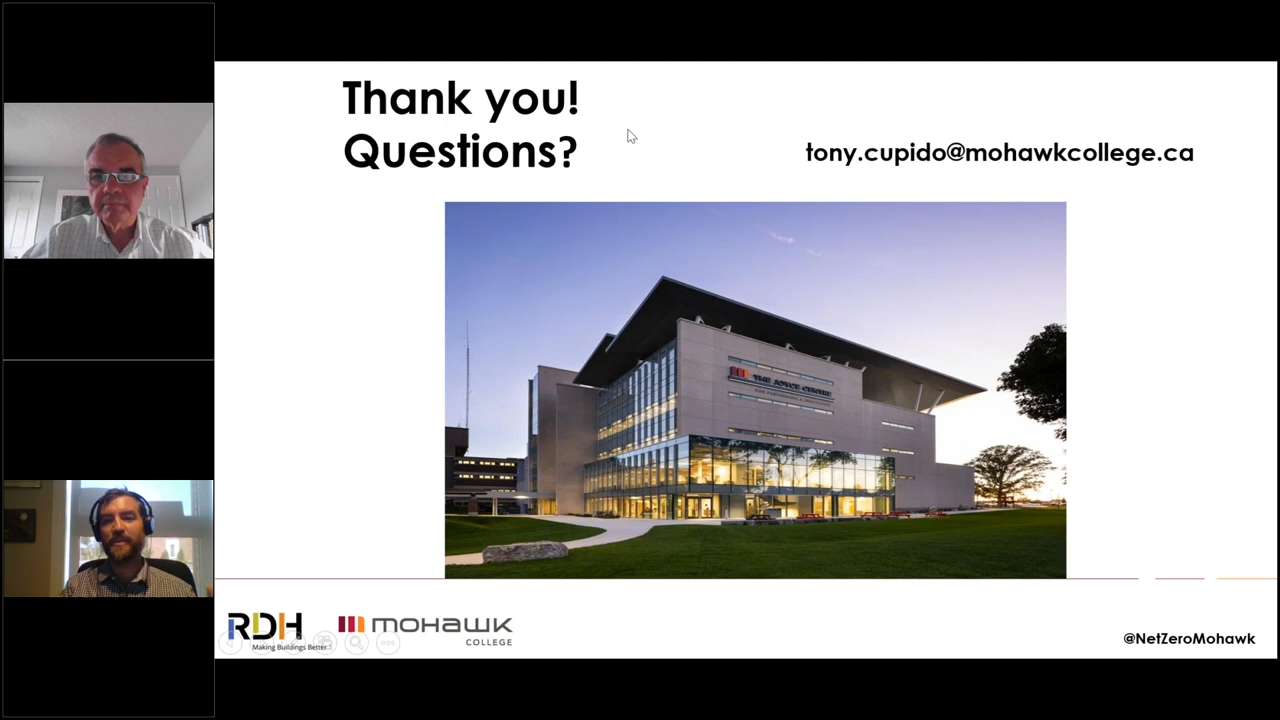 Thank you!
Questions?
tony.cupido@mohawkcollege.ca
THE JOYCE CENTRE
RDH
Making Buildings Better
mohawk
COLLEGE
@NetZeroMohawk